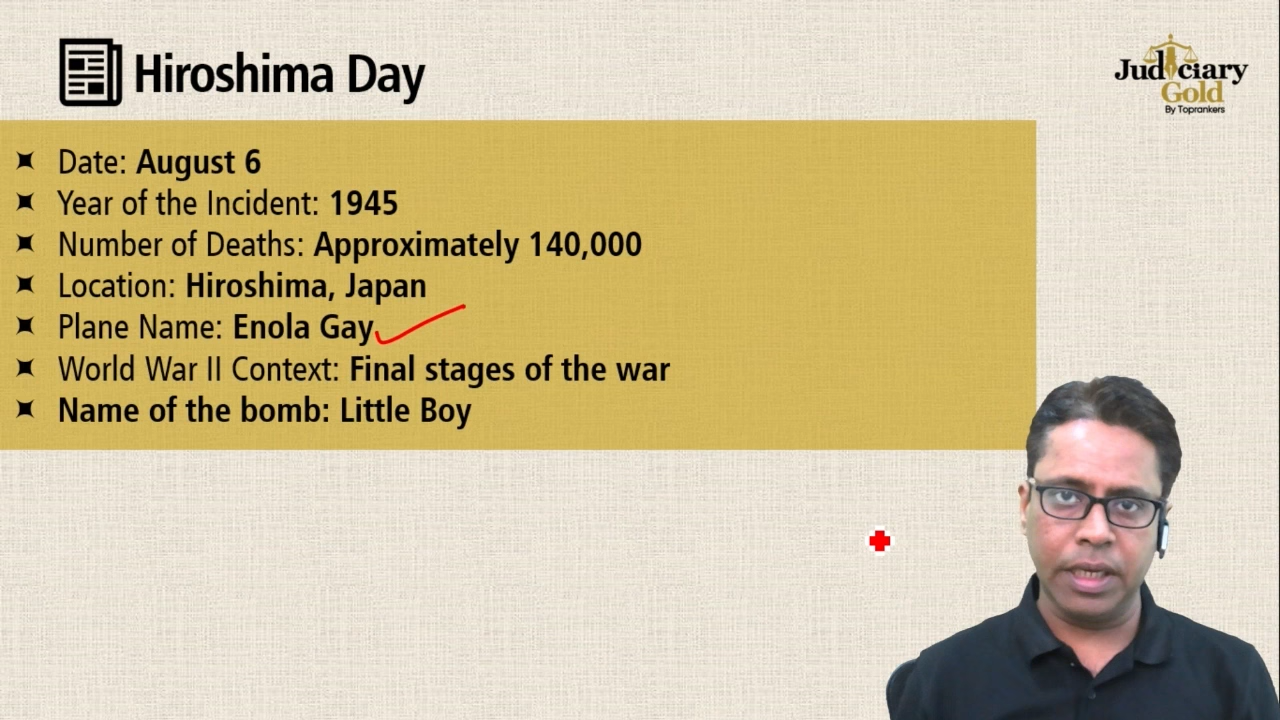 Hiroshima Day
Judiciary
Gold
By Toprankers
Date: August 6
Year of the Incident: 1945
Number of Deaths: Approximately 140,000
Location: Hiroshima, Japan
Plane Name: Enola Gay
World War II Context: Final stages of the war
Name of the bomb: Little Boy